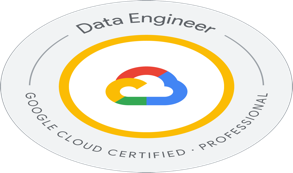 Data Engineer
GOOGLE CLOUD CERTIFIED · PROFESSIONAL